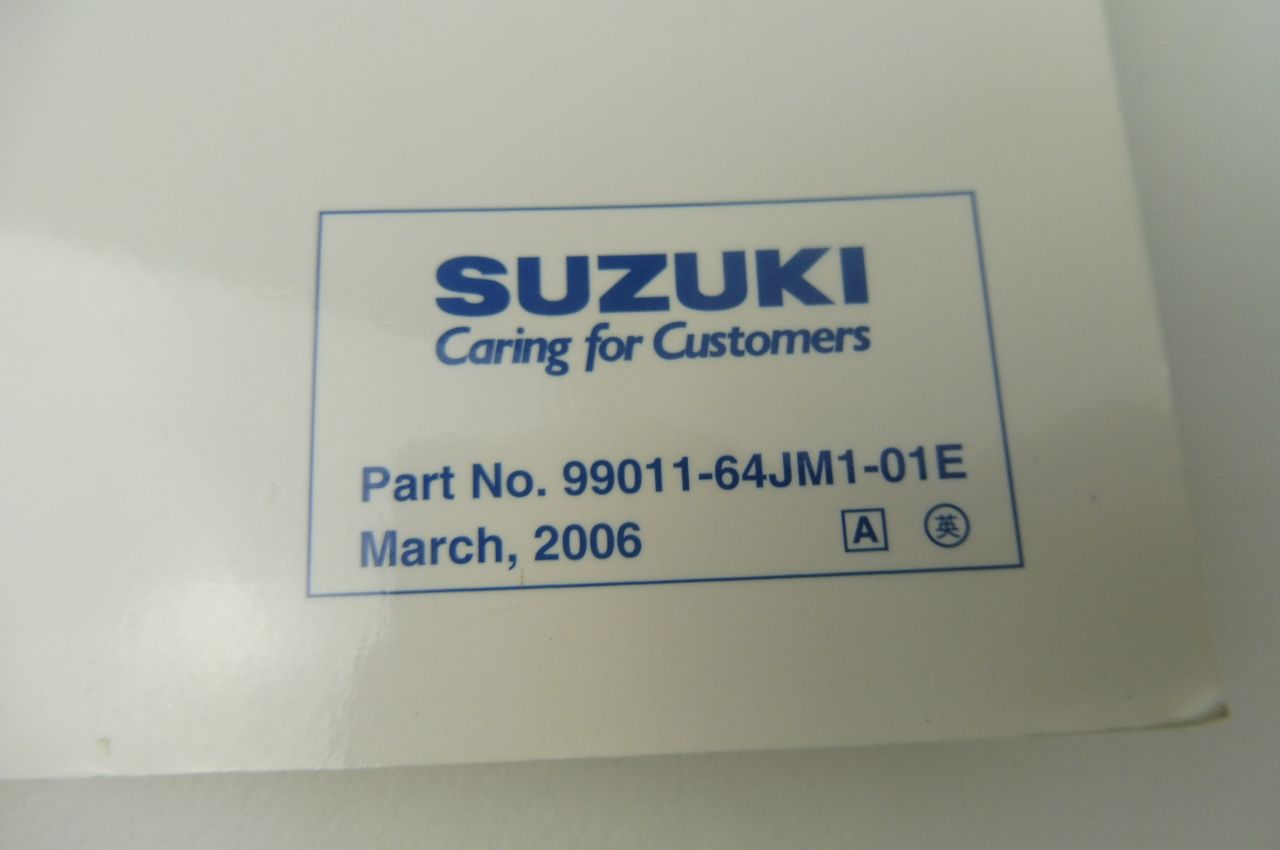 SUZUKI
Caring for Customers
Part No. 99011-64JM1-01E
March, 2006 A 英